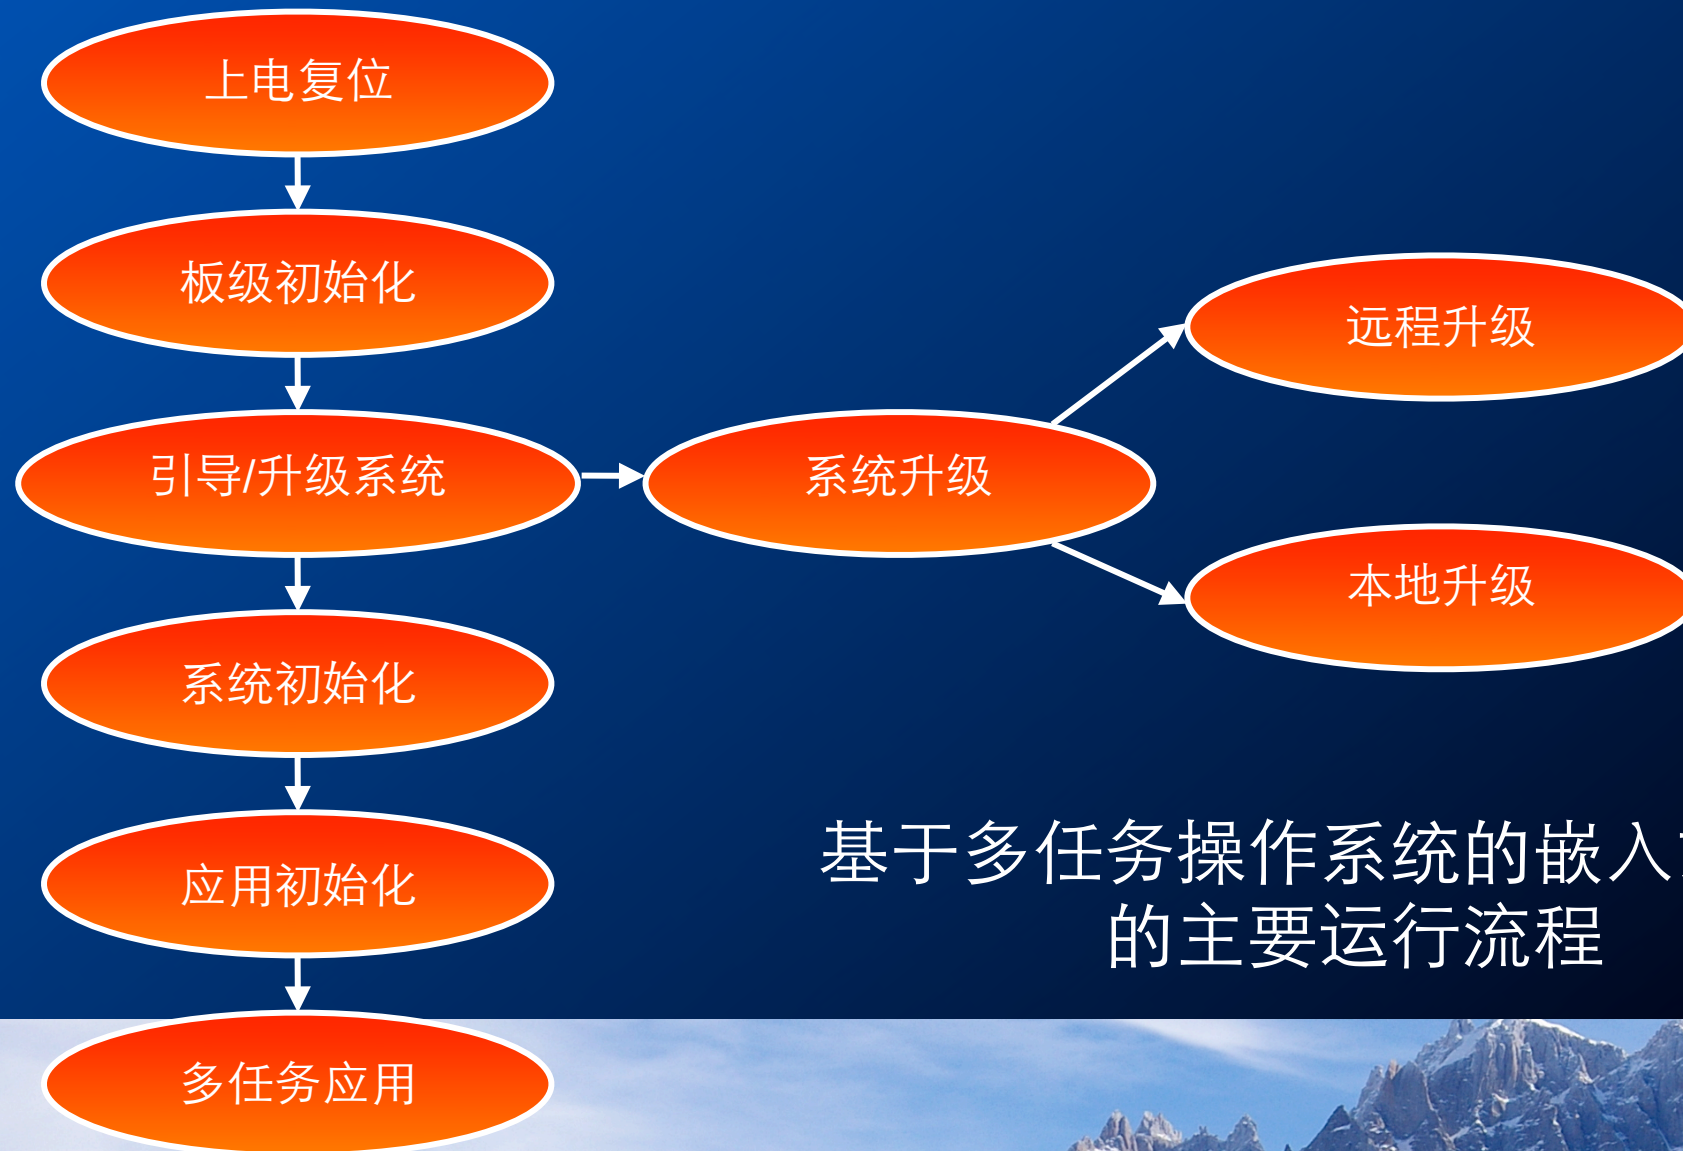 上电复位
板级初始化
远程升级
引导/升级系统
系统升级
本地升级
系统初始化
应用初始化
基于多任务操作系统的嵌入
的主要运行流程
多任务应用